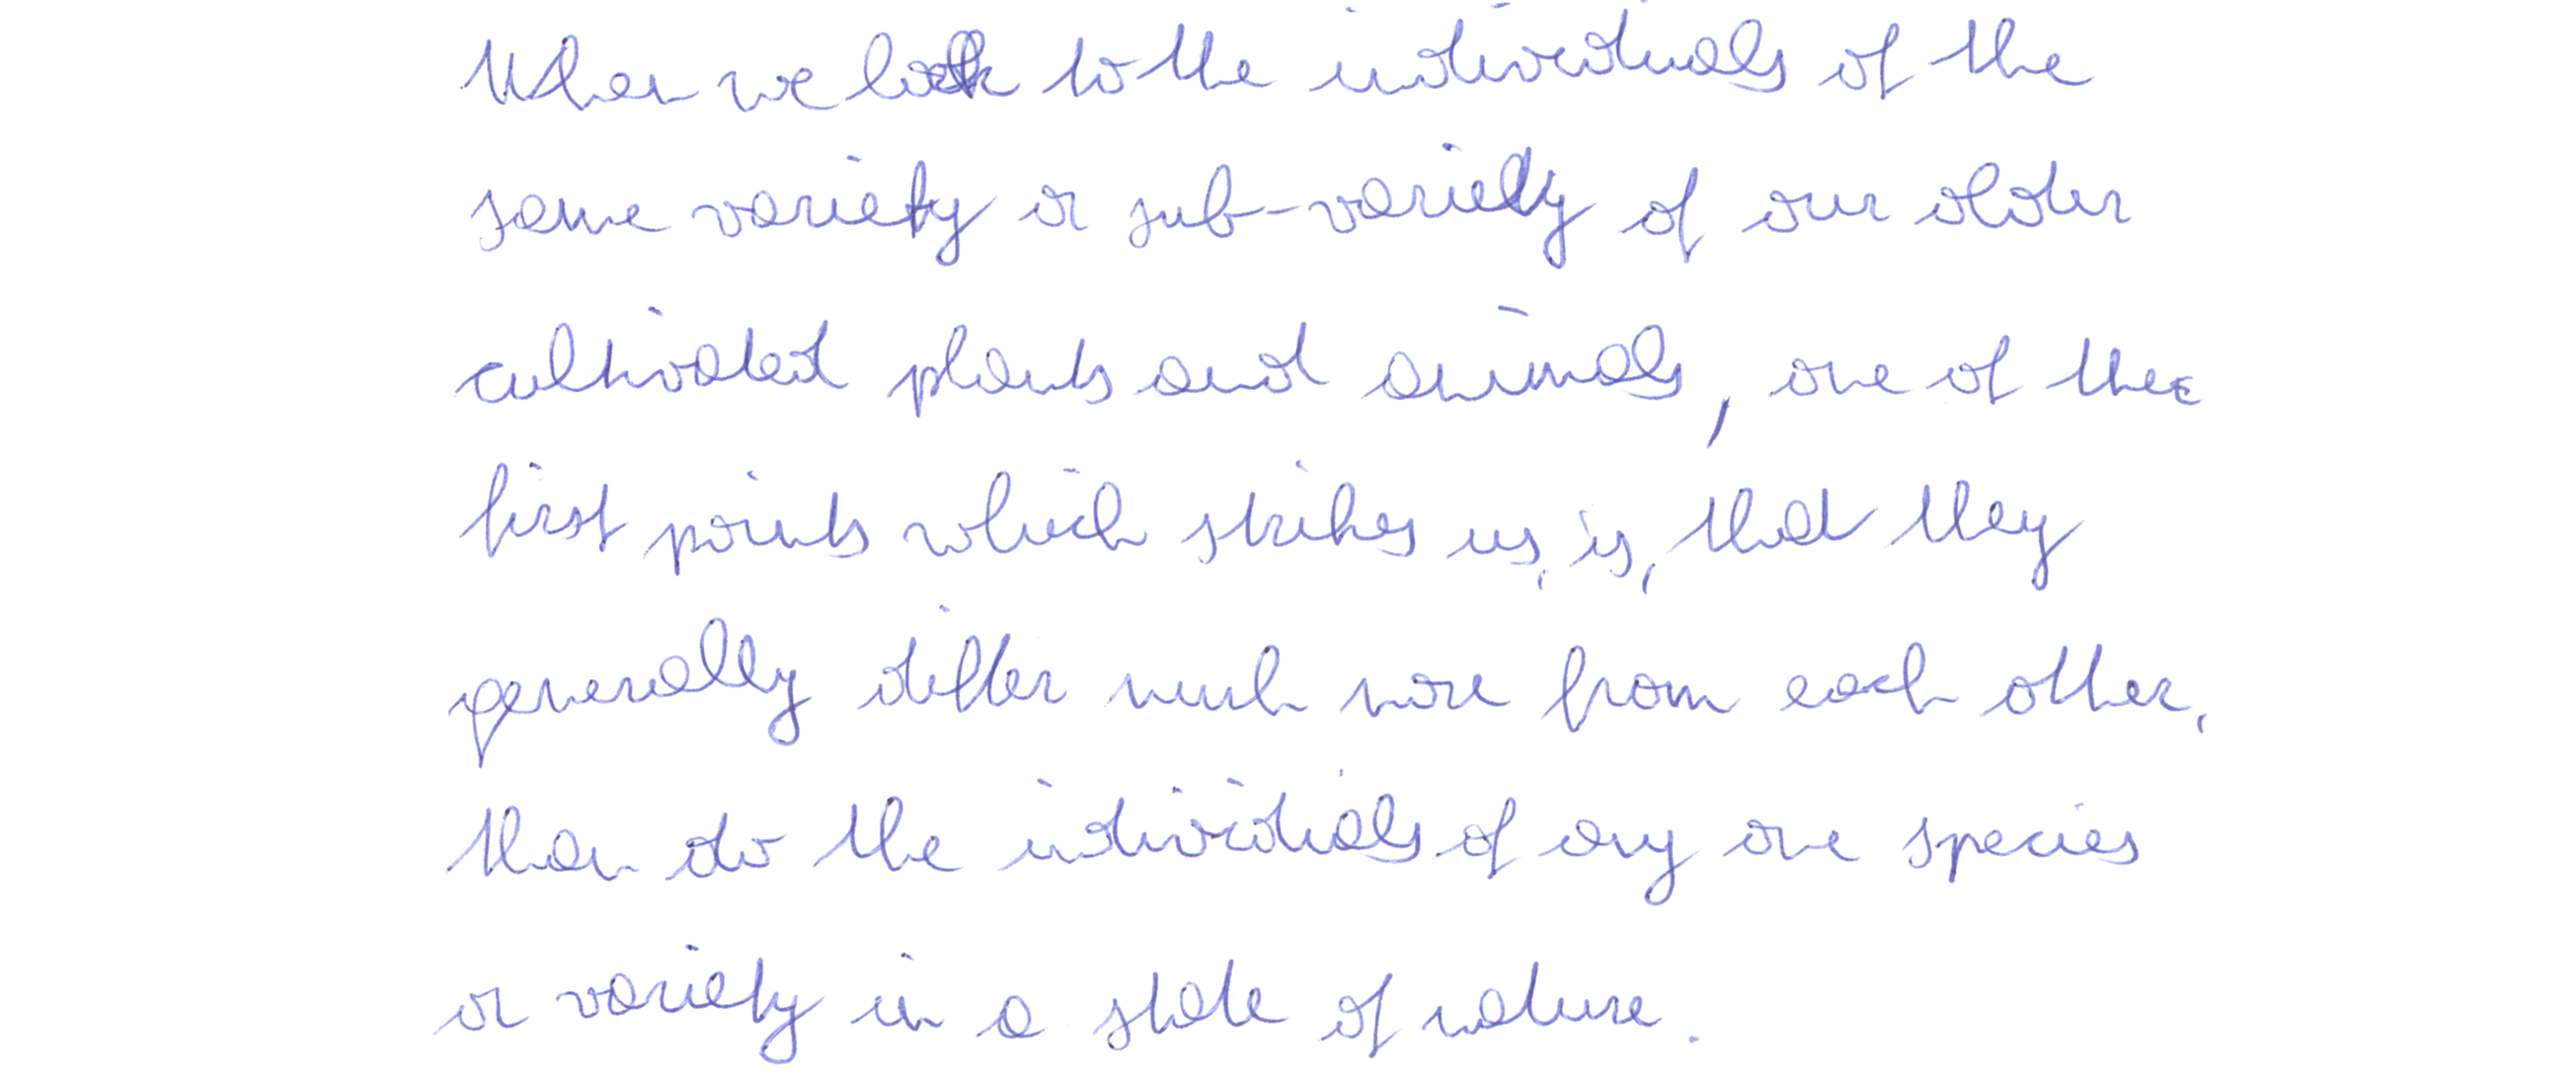 When we look to the individuals of the
same variety or sub-variety of our older
cultivated plants and animals, one of the
first points which strikes us, is, that they
generally differ much more from each other,
than do the individuals of any one species
or variety in a state of nature.